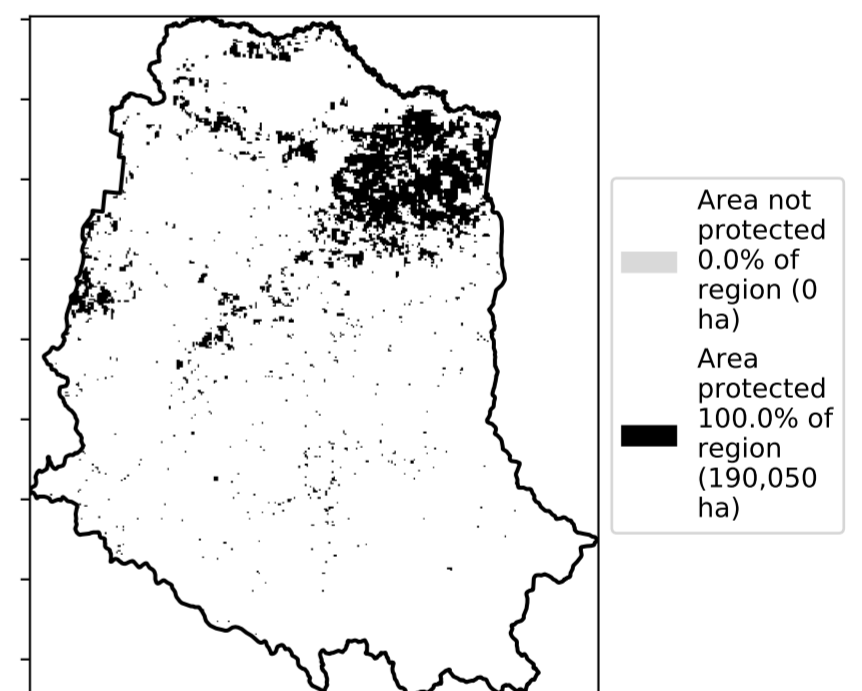 Area not
protected
0.0% of
region (0
ha)
Area
protected
100.0% of
region
(190,050
ha)